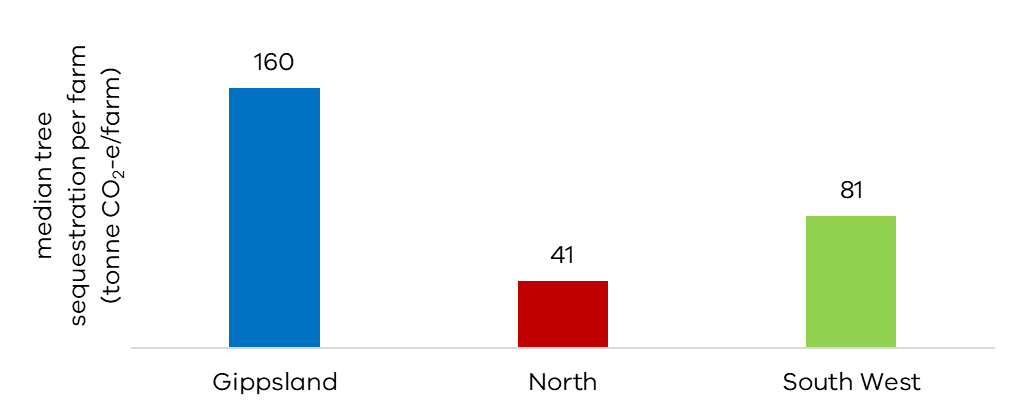 median tree
sequestration per farm
(tonne CO₂-e/farm)
160
41
81
Gippsland
North
South West